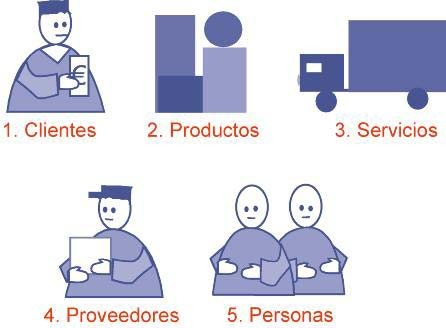 1. Clientes
2. Productos
3. Servicios
4. Proveedores
5. Personas